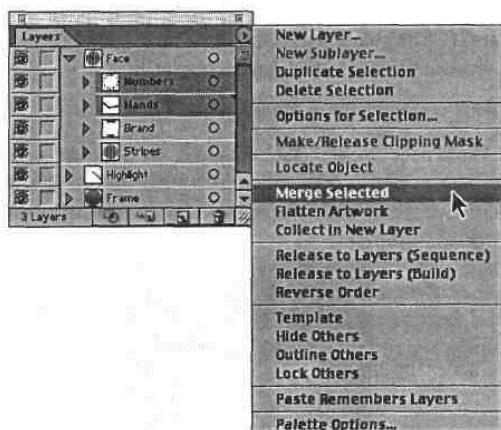 Layers
Face
Numbers
Hands
Brand
Stripes
Highlight
Frame
3 Layers
New Layer...
New Sublayer...
Duplicate Selection
Delete Selection
Options for Selection...
Make/Release Clipping Mask
Locate Object
Merge Selected
Flatten Artwork
Collect in New Layer
Release to Layers (Sequence)
Release to Layers (Build)
Reverse Order
Template
Hide Others
Outline Others
Lock Others
Paste Remembers Layers
Palette Options...